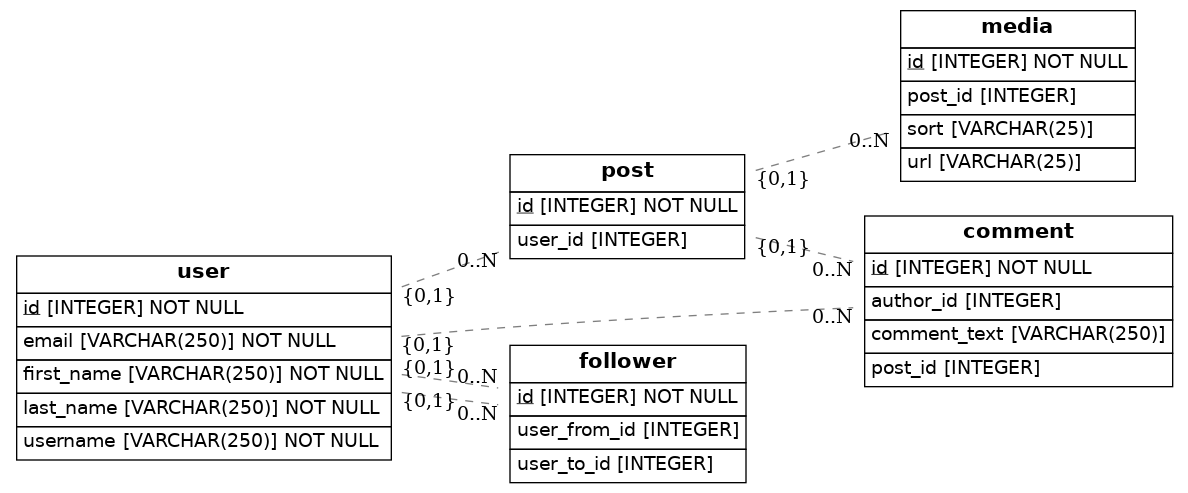 media
id [INTEGER] NOT NULL
post_id [INTEGER]
sort [VARCHAR(25)]
url [VARCHAR(25)]
0..N
{0,1}
post
id [INTEGER] NOT NULL
user_id [INTEGER]
{0,1}
0..N
comment
id [INTEGER] NOT NULL
author_id [INTEGER]
comment_text [VARCHAR(250)]
post_id [INTEGER]
0..N
{0,1}
user
id [INTEGER] NOT NULL
email [VARCHAR(250)] NOT NULL
first_name [VARCHAR(250)] NOT NULL
last_name [VARCHAR(250)] NOT NULL
username [VARCHAR(250)] NOT NULL
0..N
{0,1}
{0,1}
0..N
{0,1}
0..N
follower
id [INTEGER] NOT NULL
user_from_id [INTEGER]
user_to_id [INTEGER]